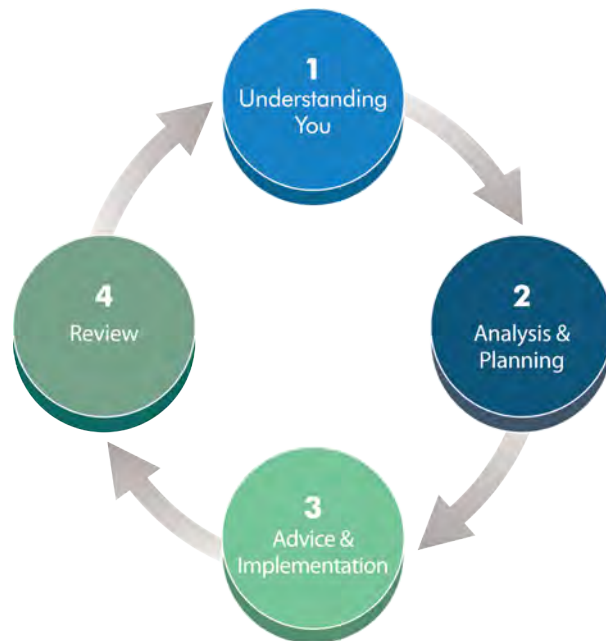 1
Understanding
You
2
Analysis &
Planning
3
Advice &
Implementation
4
Review